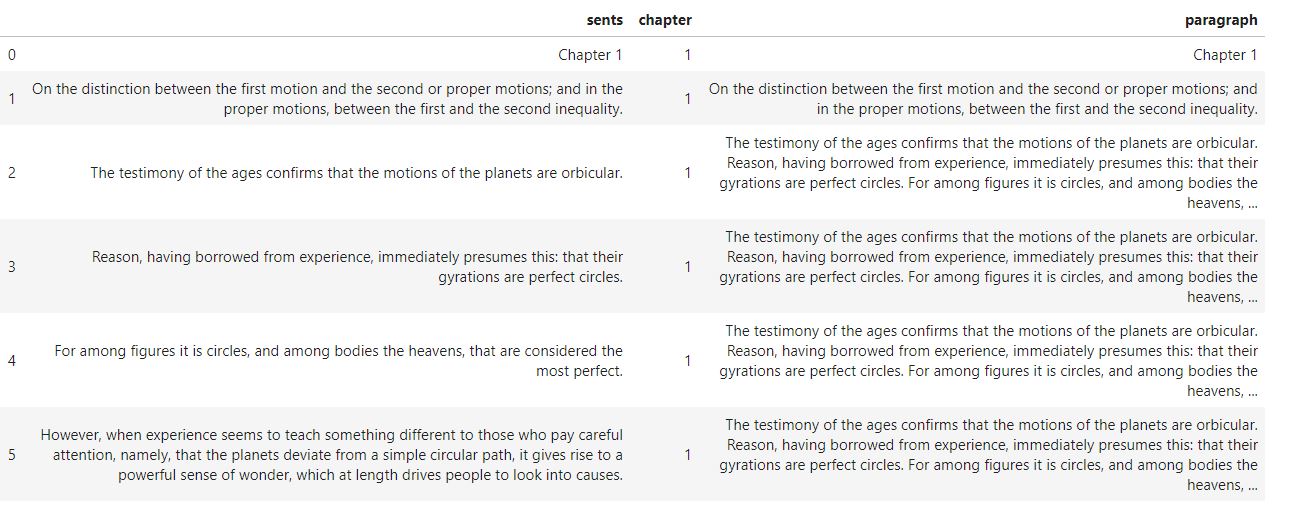 sents chapter paragraph
0 Chapter 1 1 Chapter 1
1 On the distinction between the first motion and the second or proper motions; and in the
proper motions, between the first and the second inequality.
1
On the distinction between the first motion and the second or proper motions; and
in the proper motions, between the first and the second inequality.
2 The testimony of the ages confirms that the motions of the planets are orbicular.
1
The testimony of the ages confirms that the motions of the planets are orbicular.
Reason, having borrowed from experience, immediately presumes this: that their
gyrations are perfect circles. For among figures it is circles, and among bodies the
heavens, ...
3 Reason, having borrowed from experience, immediately presumes this: that their
gyrations are perfect circles.
1
The testimony of the ages confirms that the motions of the planets are orbicular.
Reason, having borrowed from experience, immediately presumes this: that their
gyrations are perfect circles. For among figures it is circles, and among bodies the
heavens, ...
4 For among figures it is circles, and among bodies the heavens, that are considered the
most perfect.
1
The testimony of the ages confirms that the motions of the planets are orbicular.
Reason, having borrowed from experience, immediately presumes this: that their
gyrations are perfect circles. For among figures it is circles, and among bodies the
heavens, ...
5 However, when experience seems to teach something different to those who pay careful
attention, namely, that the planets deviate from a simple circular path, it gives rise to a
powerful sense of wonder, which at length drives people to look into causes.
1
The testimony of the ages confirms that the motions of the planets are orbicular.
Reason, having borrowed from experience, immediately presumes this: that their
gyrations are perfect circles. For among figures it is circles, and among bodies the
heavens, ...